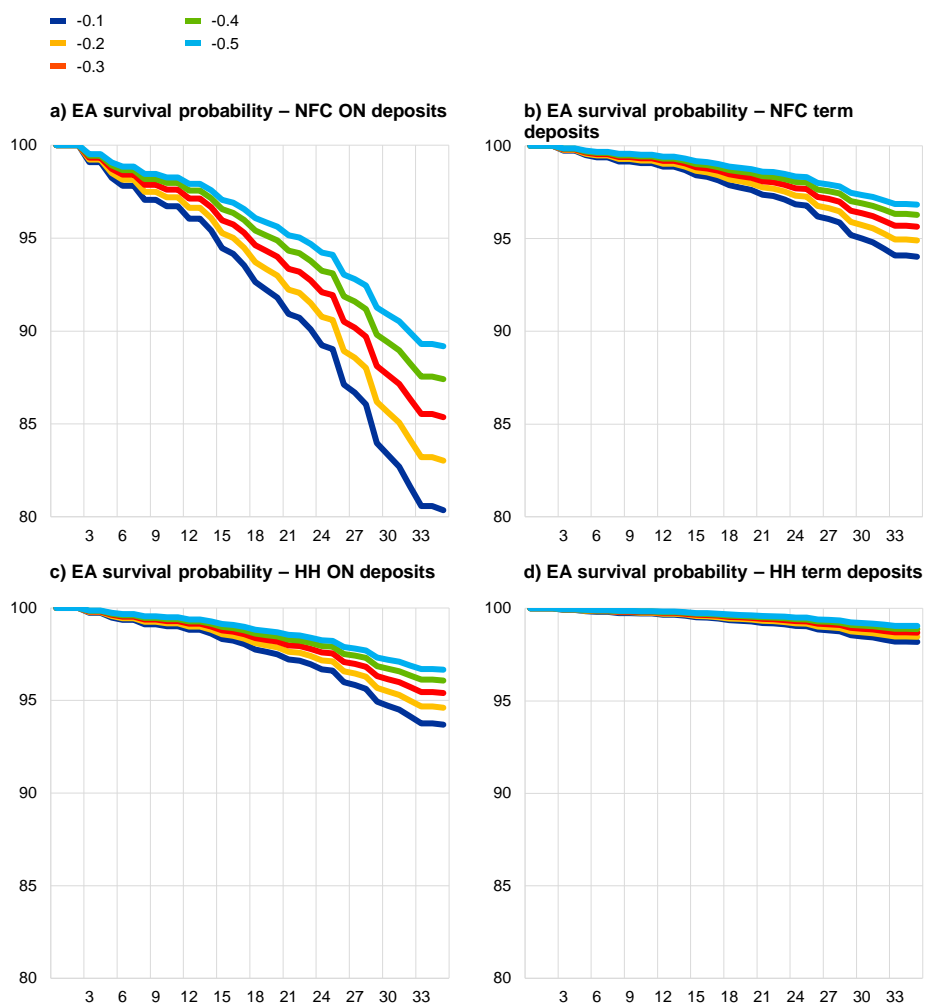 -0.1
-0.4
-0.2
-0.5
-0.3
a) EA survival probability – NFC ON deposits
100
95
90
85
80
3 6 9 12 15 18 21 24 27 30 33
b) EA survival probability – NFC term
deposits
100
95
90
85
80
3 6 9 12 15 18 21 24 27 30 33
c) EA survival probability – HH ON deposits
100
95
90
85
80
3 6 9 12 15 18 21 24 27 30 33
d) EA survival probability – HH term deposits
100
95
90
85
80
3 6 9 12 15 18 21 24 27 30 33